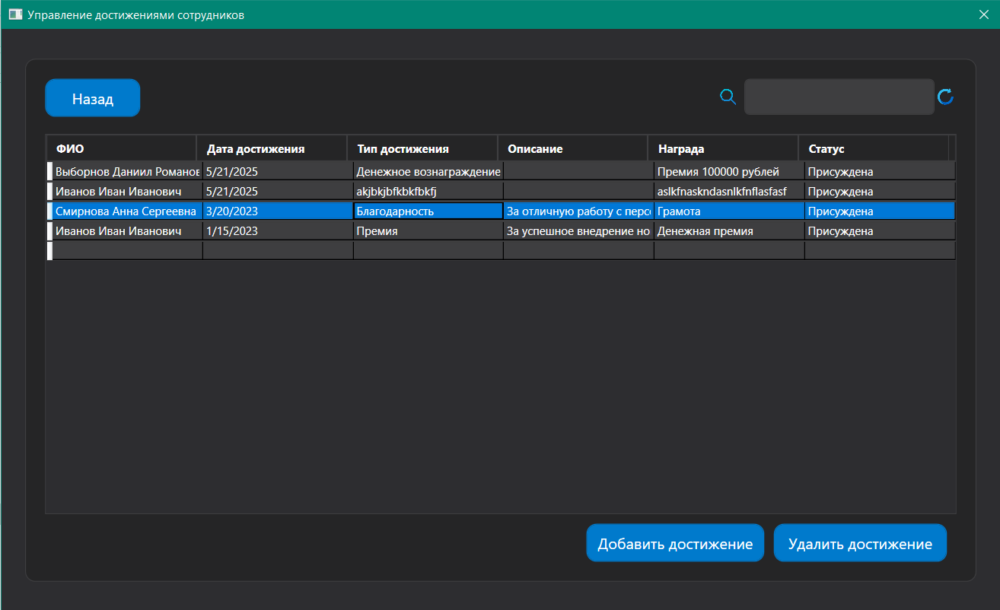 Управление достижениями сотрудников
Назад
ФИО Дата достижения Тип достижения Описание Награда Статус
Выборнов Даниил Романов 5/21/2025 Денежное вознаграждение Премия 100000 рублей Присуждена
Иванов Иван Иванович 5/21/2025 akjbkjbfkbkfbkfj aslkfnaskndasnlkfnflasfasf Присуждена
Смирнова Анна Сергеевна 3/20/2023 Благодарность За отличную работу с перс Грамота Присуждена
Иванов Иван Иванович 1/15/2023 Премия За успешное внедрение но Денежная премия Присуждена
Добавить достижение Удалить достижение